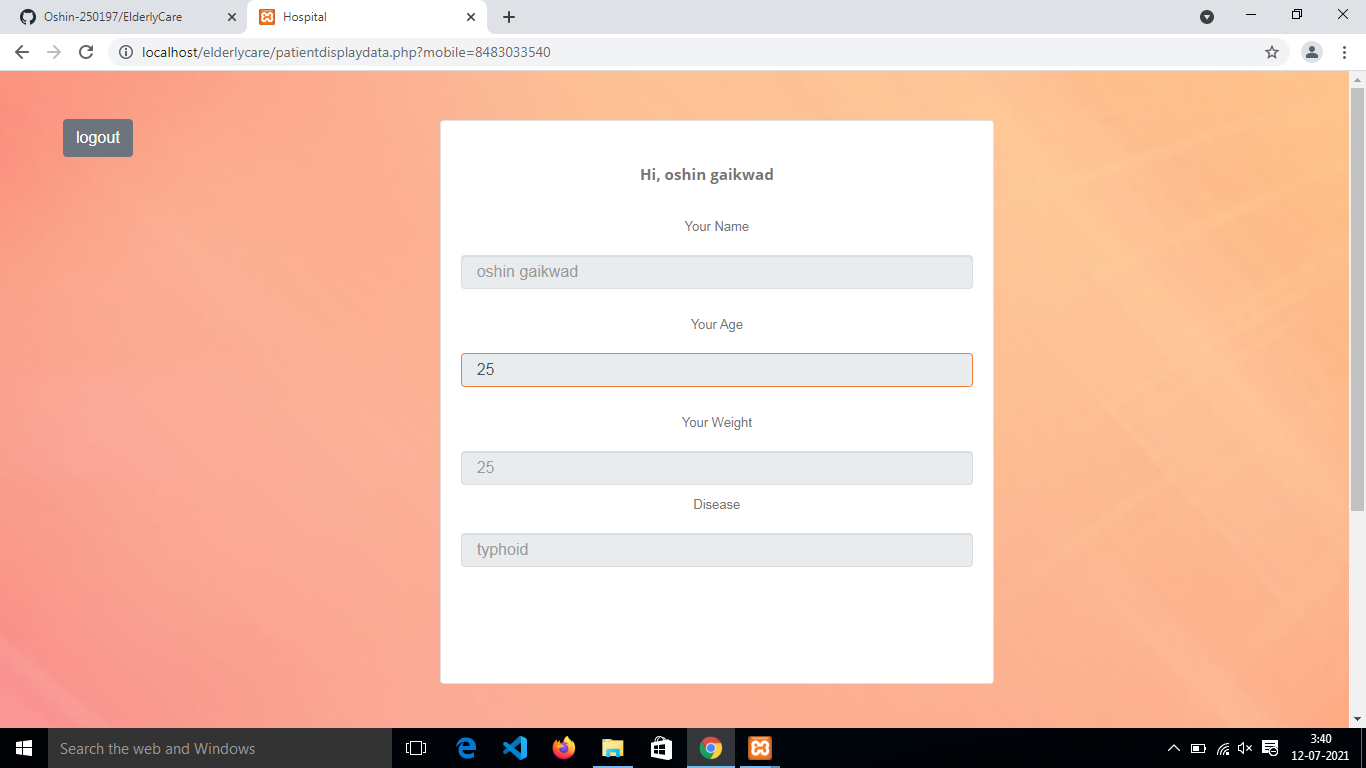 Oshin-250197/ElderlyCare
Hospital
localhost/elderlycare/patientdisplaydata.php?mobile=8483033540
logout
Hi, oshin gaikwad
Your Name
oshin gaikwad
Your Age
25
Your Weight
25
Disease
typhoid
Search the web and Windows
3:40
12-07-2021